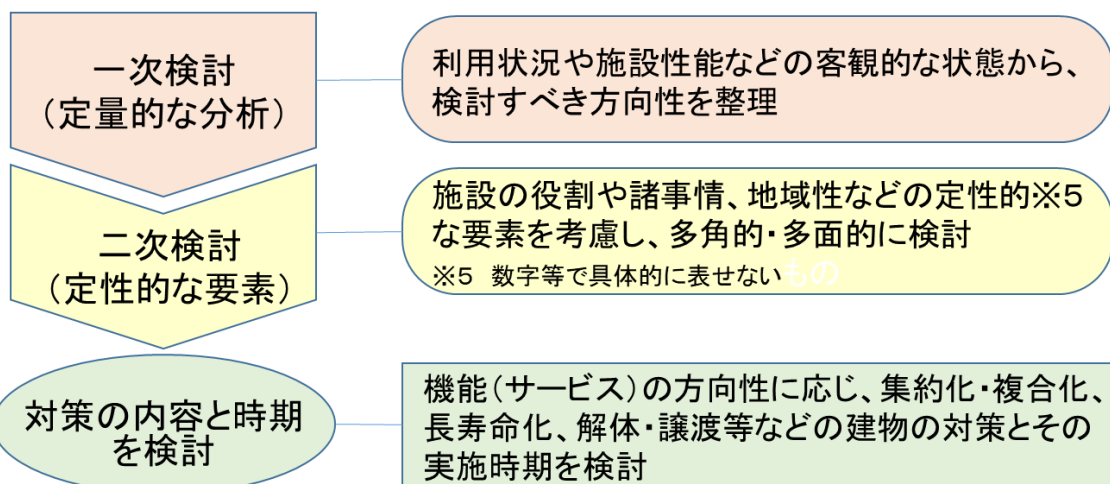 一次検討
（定量的な分析）
利用状況や施設性能などの客観的な状態から、
検討すべき方向性を整理
二次検討
（定性的な要素）
施設の役割や諸事情、地域性などの定性的※５
な要素を考慮し、多角的・多面的に検討
※５　数字等で具体的に表せないもの
対策の内容と時期
を検討
機能（サービス）の方向性に応じ、集約化・複合化、
長寿命化、解体・譲渡等などの建物の対策とその
実施時期を検討